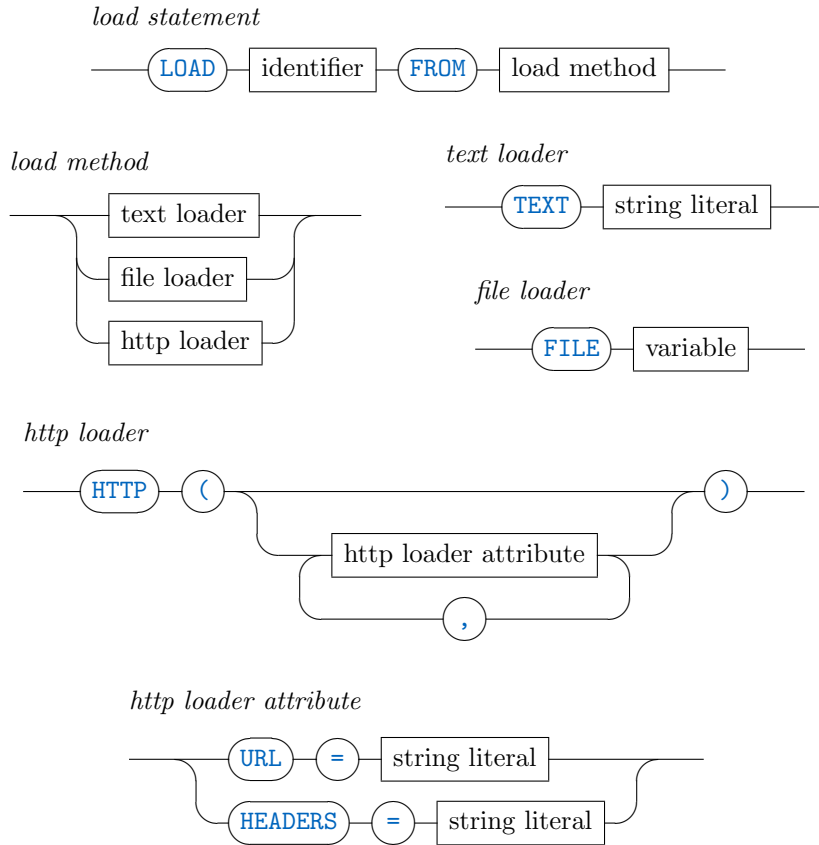 load statement
LOAD identifier FROM load method
load method
text loader
file loader
http loader
text loader
TEXT string literal
file loader
FILE variable
http loader
HTTP ( )
http loader attribute
,
http loader attribute
URL = string literal
HEADERS = string literal